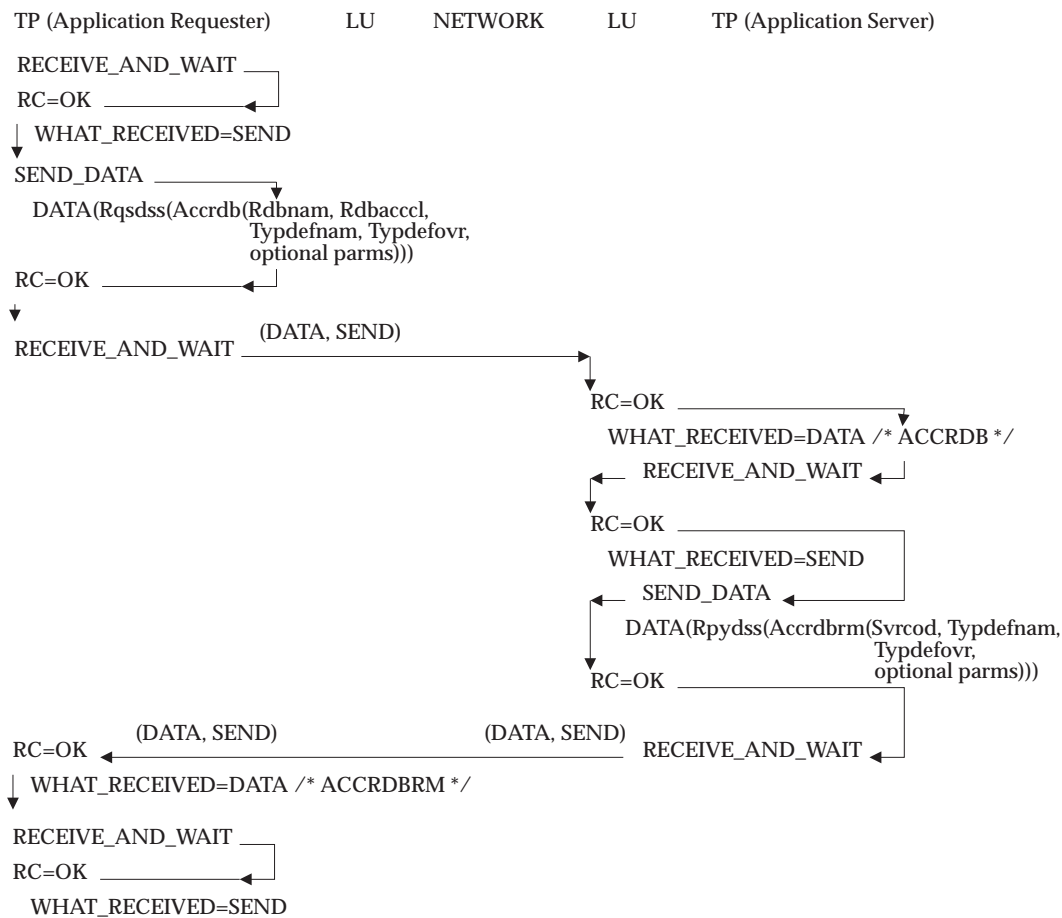 TP (Application Requester) LU NETWORK LU TP (Application Server)
RECEIVE_AND_WAIT
RC=OK
WHAT_RECEIVED=SEND
SEND_DATA
DATA(Rqsdss(Accrdb(Rdbnam, Rdbacccl,
Typdefnam, Typdefovr,
optional parms)))
RC=OK
(DATA, SEND)
RECEIVE_AND_WAIT
RC=OK
WHAT_RECEIVED=DATA /* ACCRDB */
RECEIVE_AND_WAIT
RC=OK
WHAT_RECEIVED=SEND
SEND_DATA
DATA(Rpydss(Accrdbrm(Svrcod, Typdefnam,
Typdefovr,
optional parms)))
RC=OK
(DATA, SEND) (DATA, SEND)
RC=OK RECEIVE_AND_WAIT
WHAT_RECEIVED=DATA /* ACCRDBRM */
RECEIVE_AND_WAIT
RC=OK
WHAT_RECEIVED=SEND